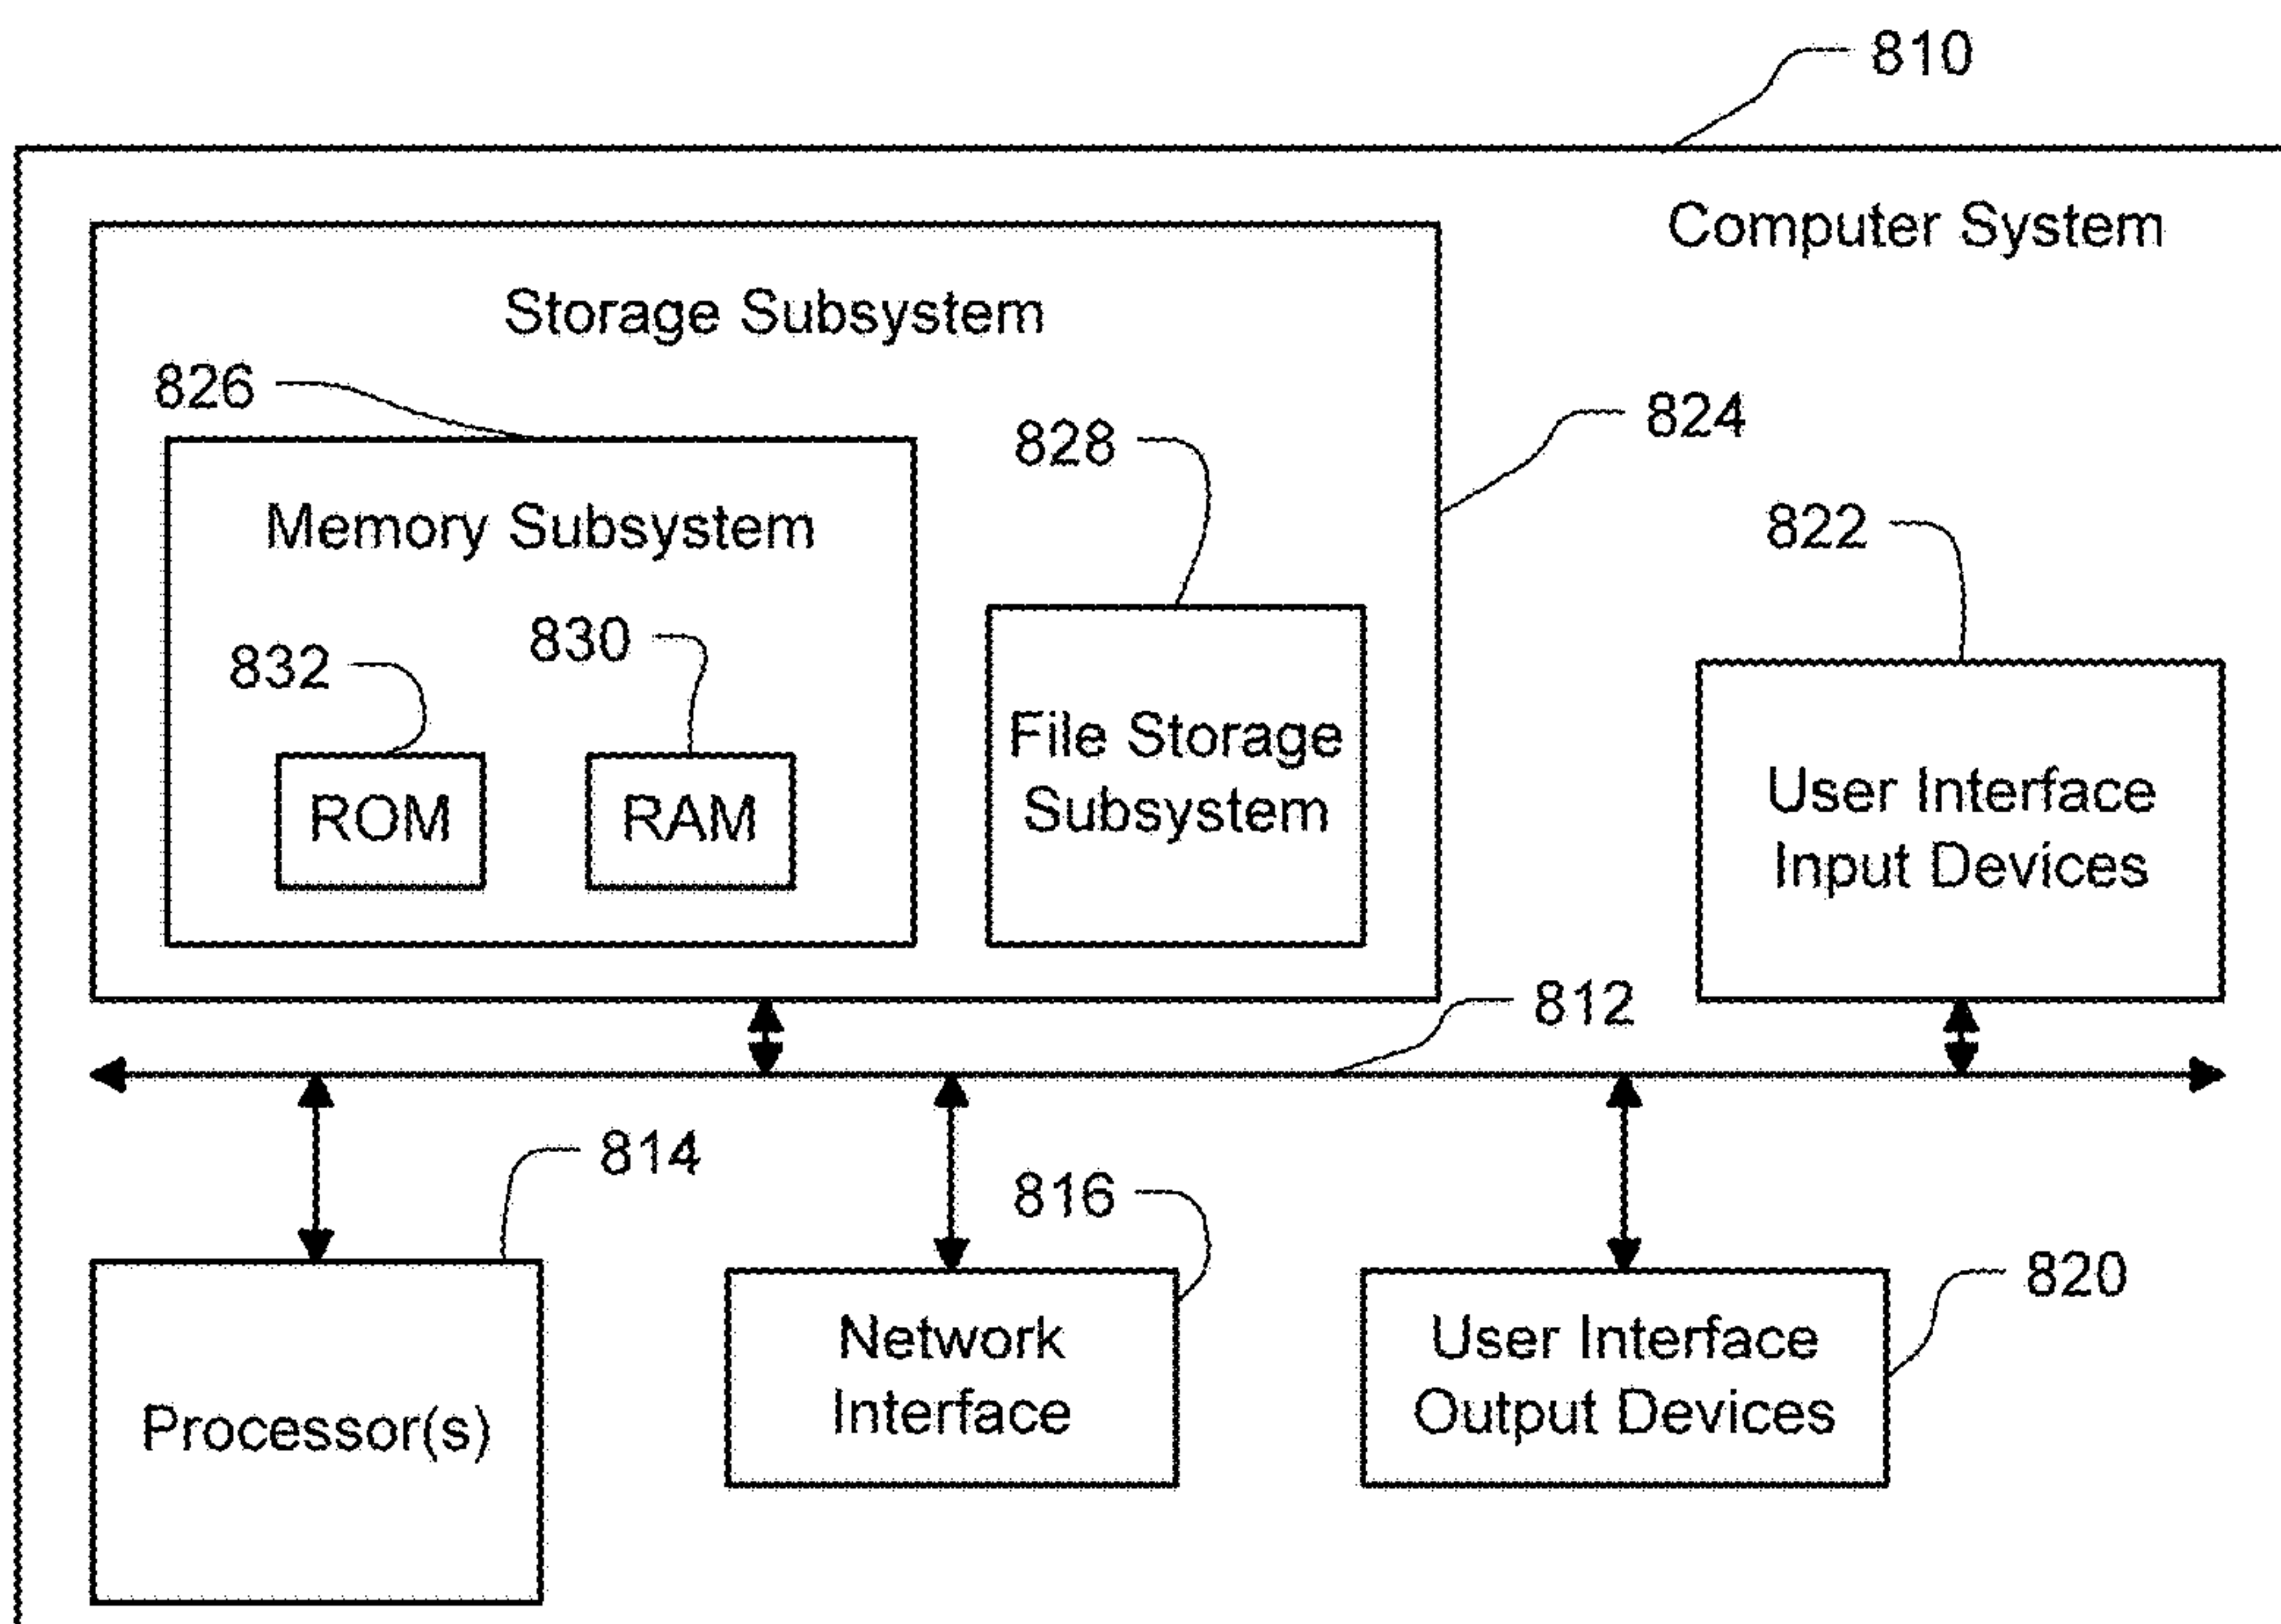 810
Computer System
Storage Subsystem
826
824
828
Memory Subsystem
822
830
832
File Storage
Subsystem
ROM
RAM
User Interface
Input Devices
812
814
816
820
Network
Interface
User Interface
Output Devices
Processor(s)